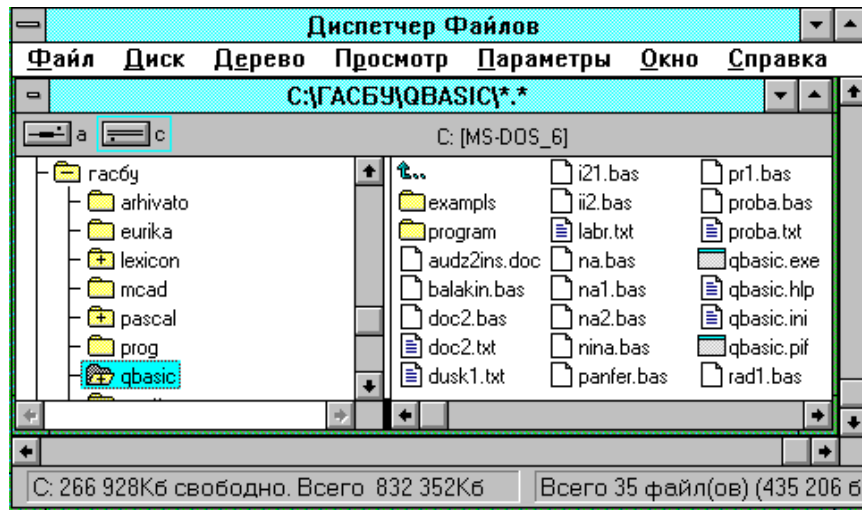 Диспетчер Файлов
Файл Диск Дерево Просмотр Параметры Окно Справка
C:\ГАСБУ\QBASIC\*.*
a c C: [MS-DOS_6]
гасбу
arhivato
eurika
lexicon
mcad
pascal
prog
qbasic
..
exampls
program
audz2ins.doc
balakin.bas
doc2.bas
doc2.txt
dusk1.txt
i21.bas
ii2.bas
labr.txt
na.bas
na1.bas
na2.bas
nina.bas
panfer.bas
pr1.bas
proba.bas
proba.txt
qbasic.exe
qbasic.hlp
qbasic.ini
qbasic.pif
rad1.bas
C: 266 928Кб свободно. Всего 832 352Кб Всего 35 файл(ов) (435 206 б